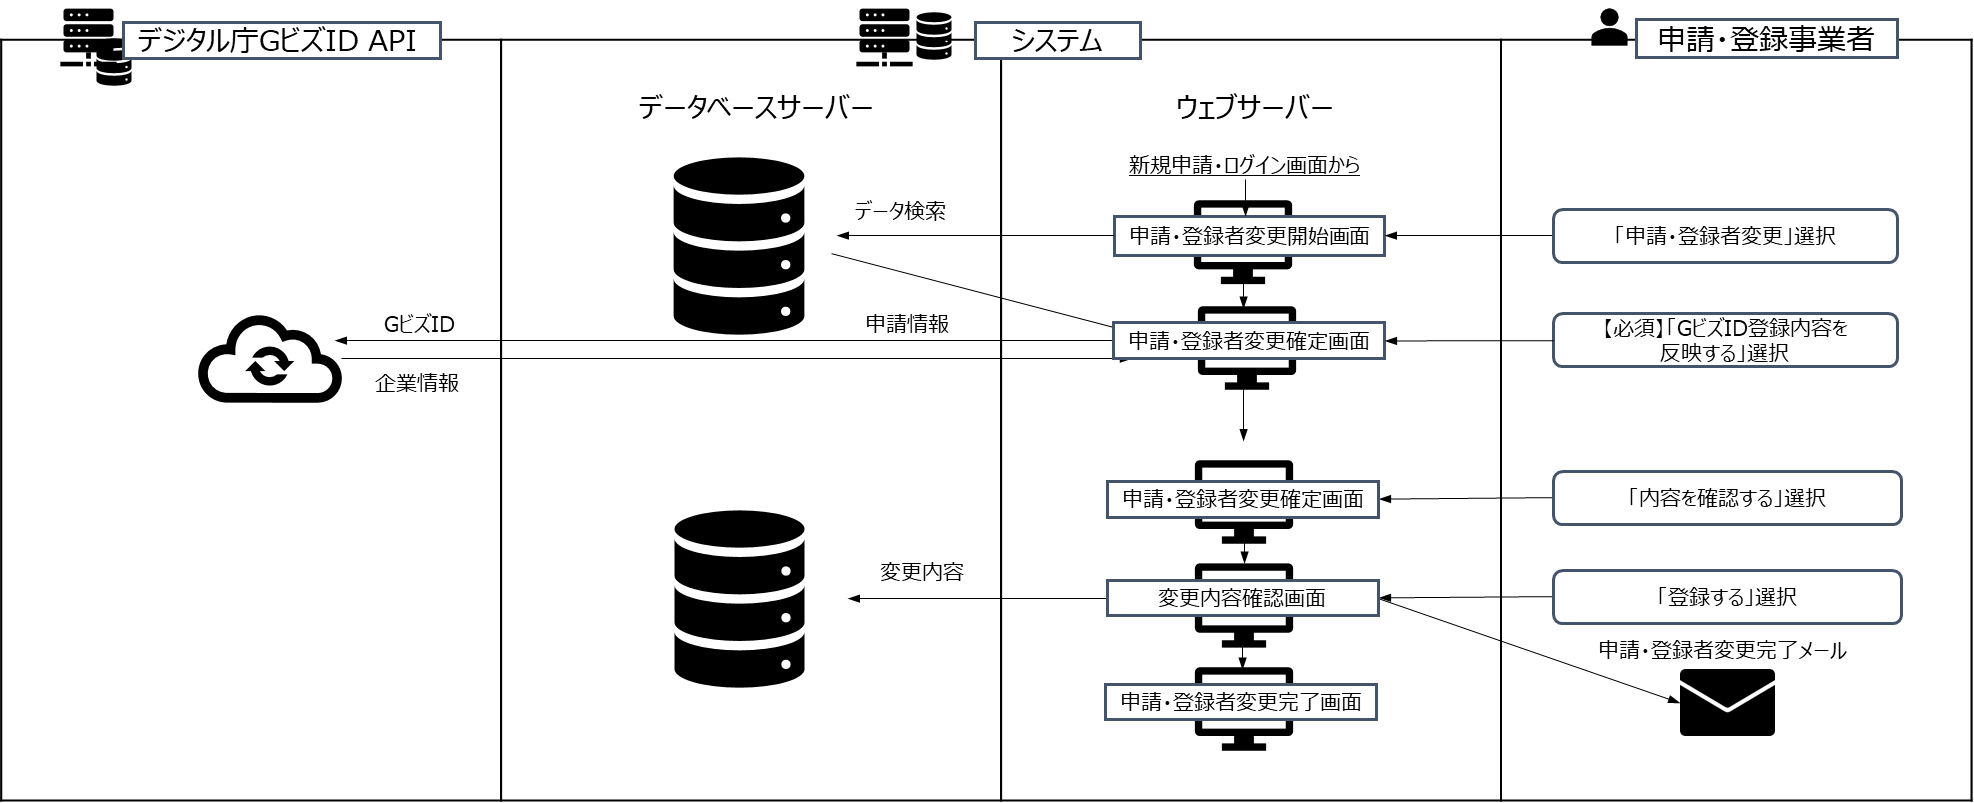 デジタル庁GビズID API
システム
申請・登録事業者
データベースサーバー
ウェブサーバー
新規申請・ログイン画面から
データ検索
申請・登録者変更開始画面
「申請・登録者変更」選択
GビズID
申請情報
申請・登録者変更確定画面
【必須】「GビズID登録内容を
反映する」選択
企業情報
申請・登録者変更確定画面
「内容を確認する」選択
変更内容
変更内容確認画面
「登録する」選択
申請・登録者変更完了メール
申請・登録者変更完了画面